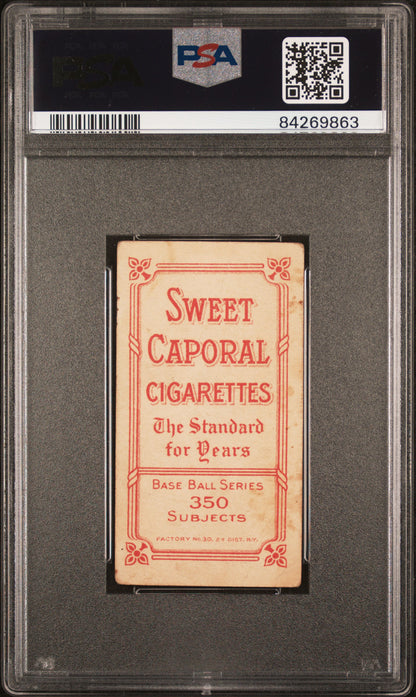 PSA
84269863
SWEET
CAPORAL
CIGARETTES
The Standard
for Years
BASE BALL SERIES
350
SUBJECTS
FACTORY No. 30, 2d DIST. N.Y.